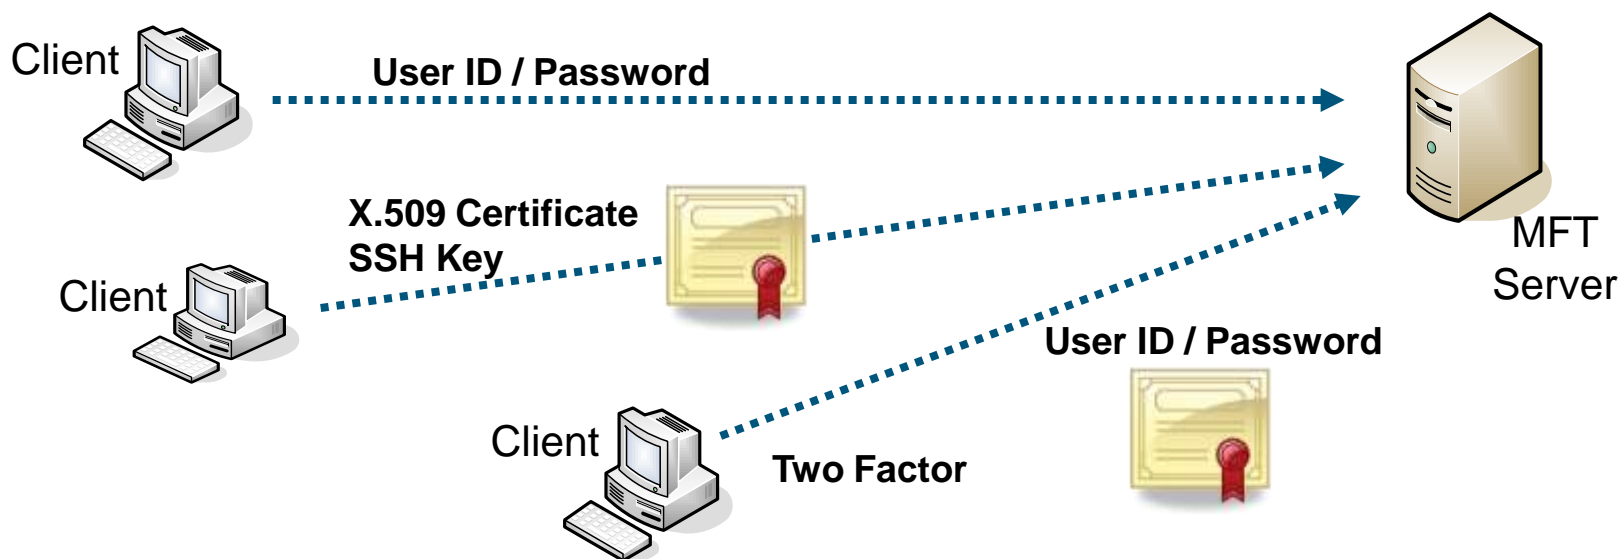 Client
User ID / Password
X.509 Certificate
SSH Key
MFT
Server
Client
User ID / Password
Client
Two Factor